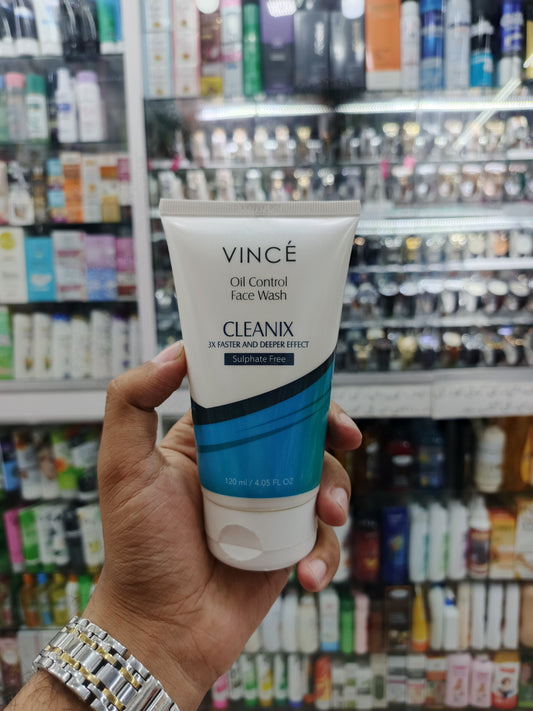 VINCÉ
Oil Control
Face Wash
CLEANIX
3X FASTER AND DEEPER EFFECT
Sulphate Free
120 ml / 4.05 FL OZ